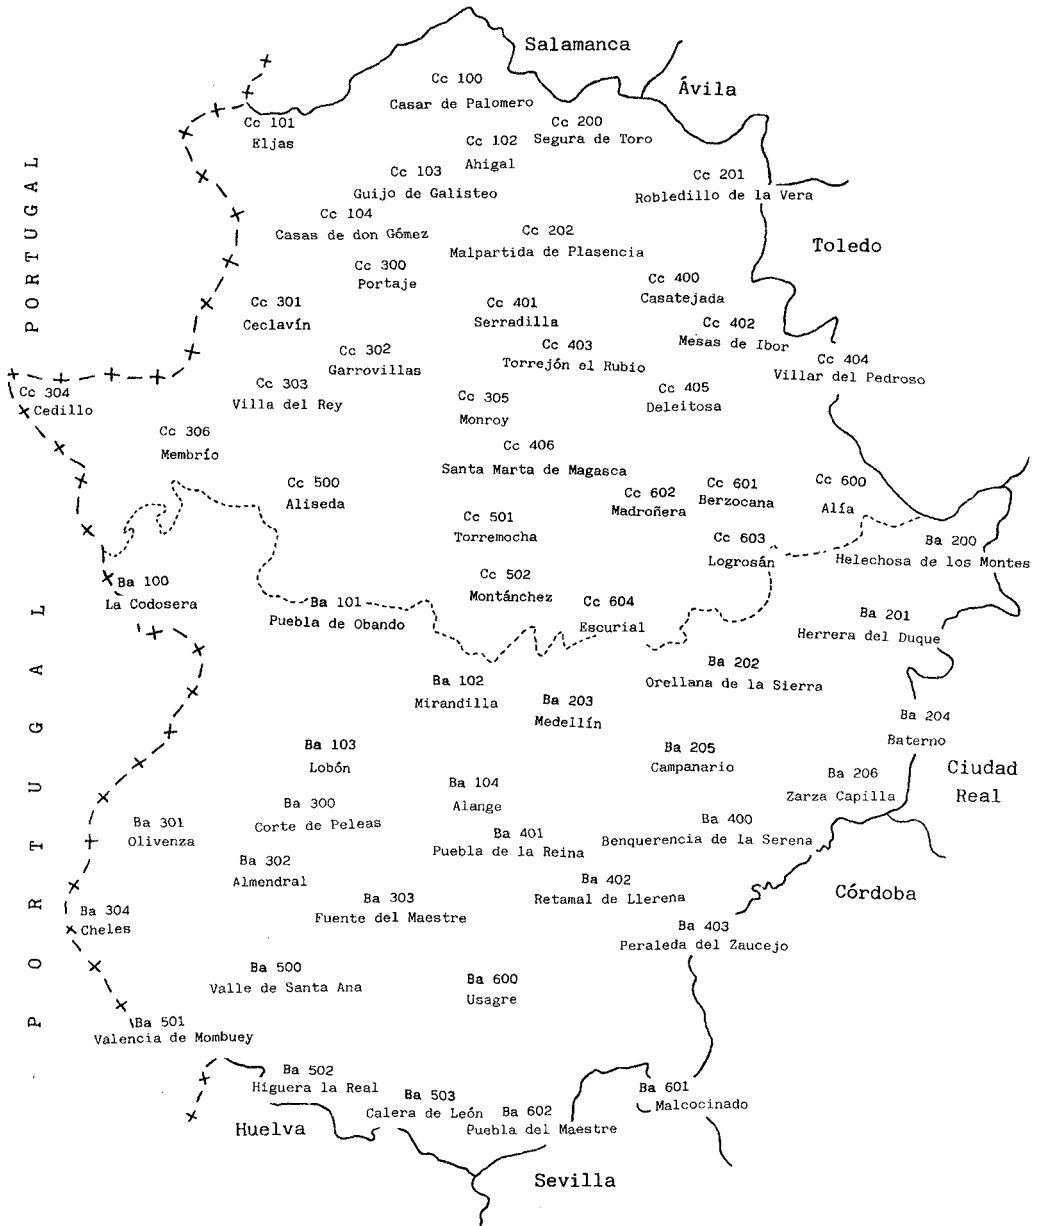 Salamanca
Ávila
Cc 100
Casar de Palomero
Cc 101
Eljas
Cc 200
Segura de Toro
Cc 102
Ahigal
Cc 103
Guijo de Galisteo
Cc 201
Robledillo de la Vera
Cc 104
Casas de don Gómez
Cc 202
Malpartida de Plasencia
Toledo
PORTUGAL
Cc 300
Portaje
Cc 400
Casatejada
Cc 301
Ceclavín
Cc 401
Serradilla
Cc 402
Mesas de Ibor
Cc 302
Garrovillas
Cc 403
Torrejón el Rubio
Cc 404
Villar del Pedroso
Cc 304
Cedillo
Cc 303
Villa del Rey
Cc 305
Monroy
Cc 405
Deleitosa
Cc 306
Membrío
Cc 406
Santa Marta de Magasca
Cc 500
Aliseda
Cc 602
Madroñera
Cc 601
Berzocana
Cc 600
Alía
Cc 501
Torremocha
Cc 603
Logrosán
Ba 200
Helechosa de los Montes
Ba 100
La Codosera
Ba 101
Puebla de Obando
Cc 502
Montánchez
Cc 604
Escurial
Ba 201
Herrera del Duque
Ba 102
Mirandilla
Ba 203
Medellín
Ba 202
Orellana de la Sierra
Ba 204
Baterno
PORTUGAL
Ba 103
Lobón
Ba 205
Campanario
Ciudad
Real
Ba 104
Alange
Ba 206
Zarza Capilla
Ba 301
Olivenza
Ba 300
Corte de Peleas
Ba 401
Puebla de la Reina
Ba 400
Benquerencia de la Serena
Ba 302
Almendral
Ba 402
Retamal de Llerena
Córdoba
Ba 304
Cheles
Ba 303
Fuente del Maestre
Ba 403
Peraleda del Zaucejo
Ba 500
Valle de Santa Ana
Ba 600
Usagre
Ba 501
Valencia de Mombuey
Ba 502
Higuera la Real
Ba 503
Calera de León
Ba 602
Puebla del Maestre
Ba 601
Malcocinado
Huelva
Sevilla